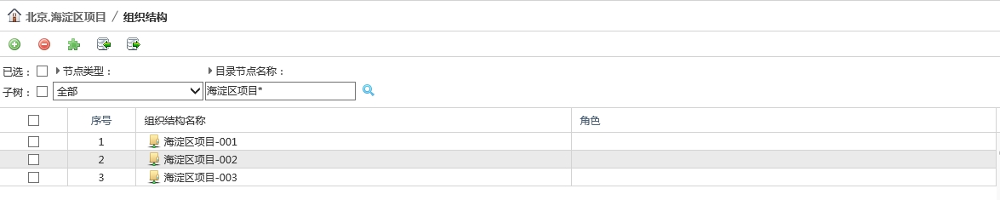 北京.海淀区项目 / 组织结构
已选： 节点类型： 目录节点名称：
子树： 全部 海淀区项目*
序号 组织结构名称 角色
1 海淀区项目-001
2 海淀区项目-002
3 海淀区项目-003